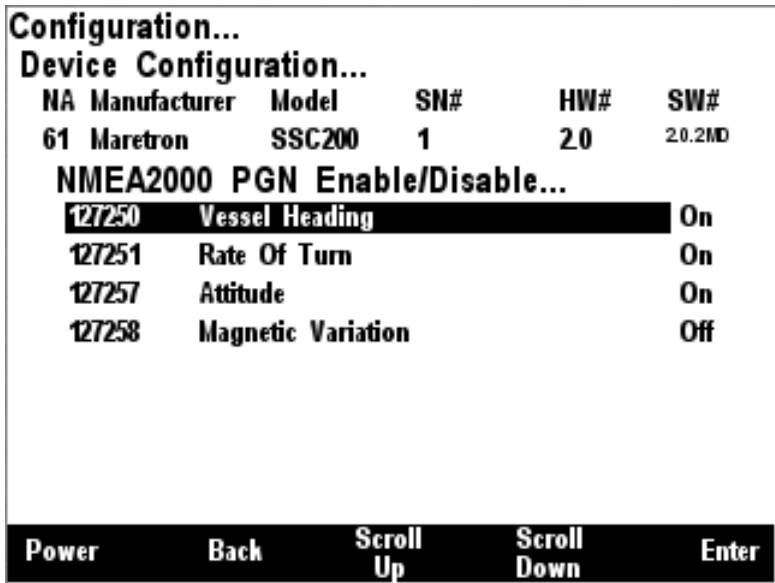 Configuration...
Device Configuration...
NA Manufacturer Model SN# HW# SW#
61 Maretron SSC200 1 2.0 2.0.2MD
NMEA2000 PGN Enable/Disable...
127250 Vessel Heading On
127251 Rate Of Turn On
127257 Attitude On
127258 Magnetic Variation Off
Power Back Scroll Up Scroll Down Enter